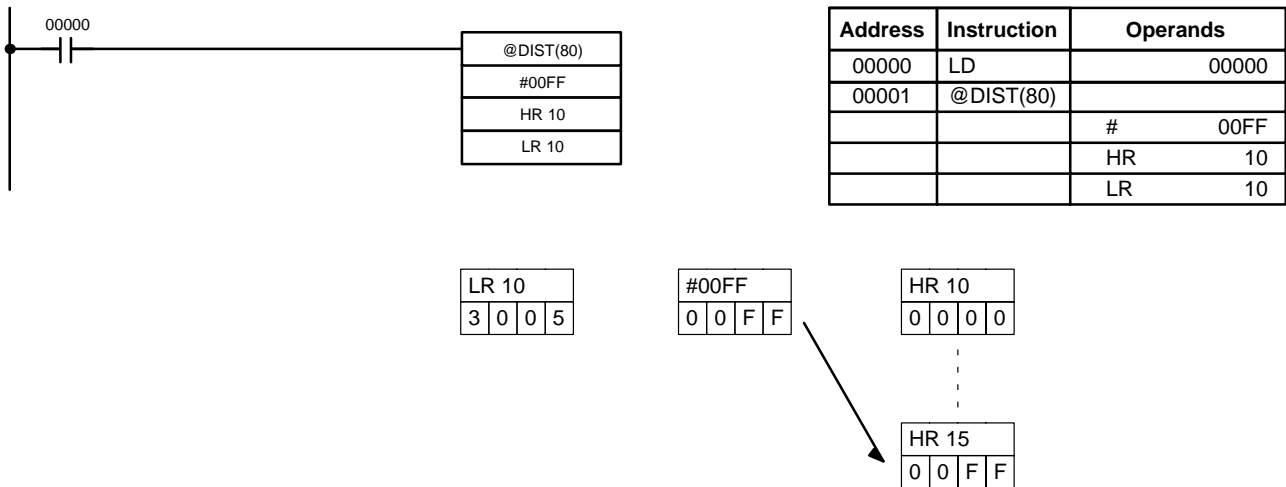 00000
@DIST(80)
#00FF
HR 10
LR 10
Address Instruction Operands
00000 LD 00000
00001 @DIST(80)
# 00FF
HR 10
LR 10
LR 10 #00FF HR 10
3 0 0 5 0 0 F F 0 0 0 0
HR 15
0 0 F F